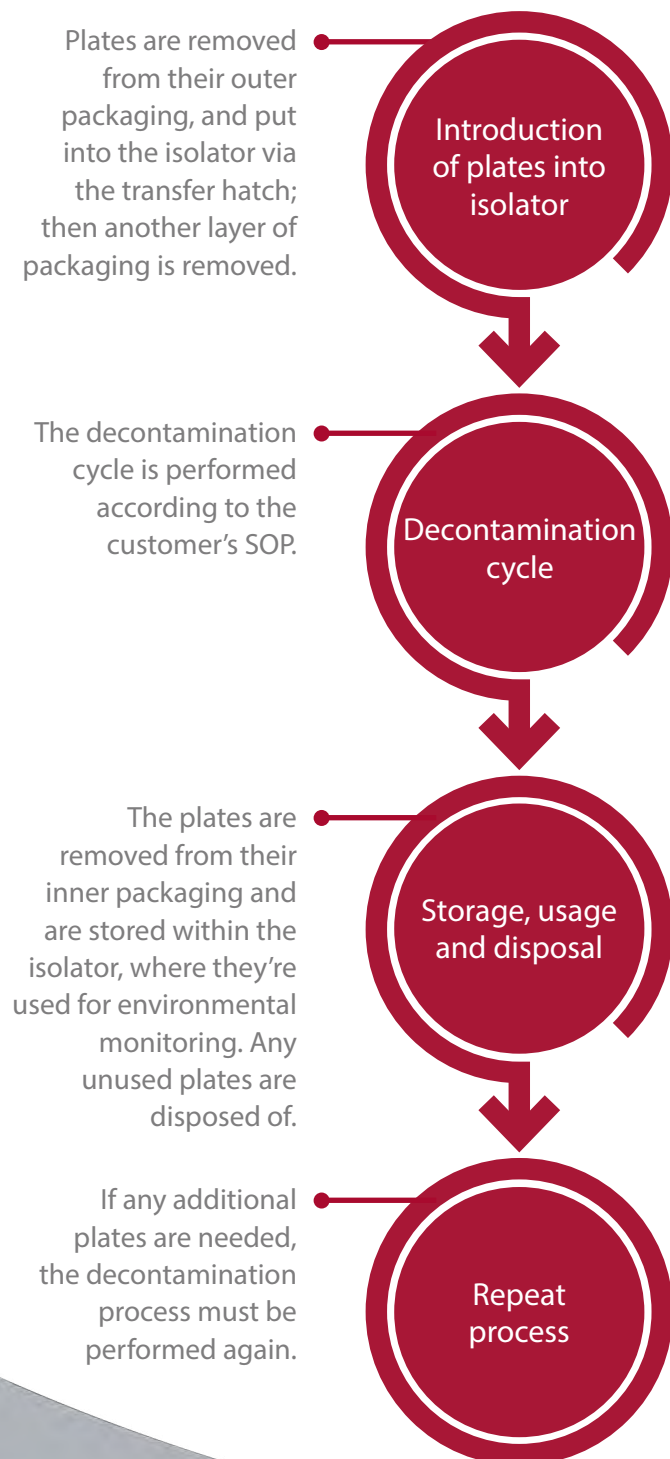 Plates are removed
from their outer
packaging, and put
into the isolator via
the transfer hatch;
then another layer of
packaging is removed.
Introduction
of plates into
isolator
The decontamination
cycle is performed
according to the
customer’s SOP.
Decontamination
cycle
The plates are
removed from their
inner packaging and
are stored within the
isolator, where they’re
used for environmental
monitoring. Any
unused plates are
disposed of.
Storage, usage
and disposal
If any additional
plates are needed,
the decontamination
process must be
performed again.
Repeat
process